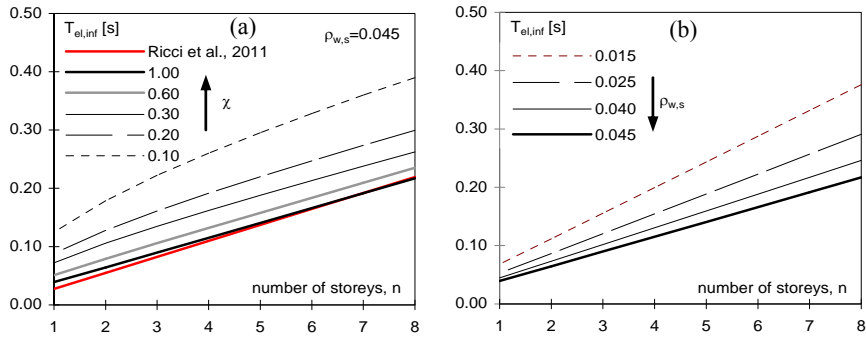 T_el,inf [s]
(a)
ρ_w,s=0.045
Ricci et al., 2011
1.00
0.60
0.30
0.20
0.10
χ
0.50
0.40
0.30
0.20
0.10
0.00
number of storeys, n
1 2 3 4 5 6 7 8
T_el,inf [s]
(b)
0.015
0.025
0.040
0.045
ρ_w,s
0.50
0.40
0.30
0.20
0.10
0.00
number of storeys, n
1 2 3 4 5 6 7 8